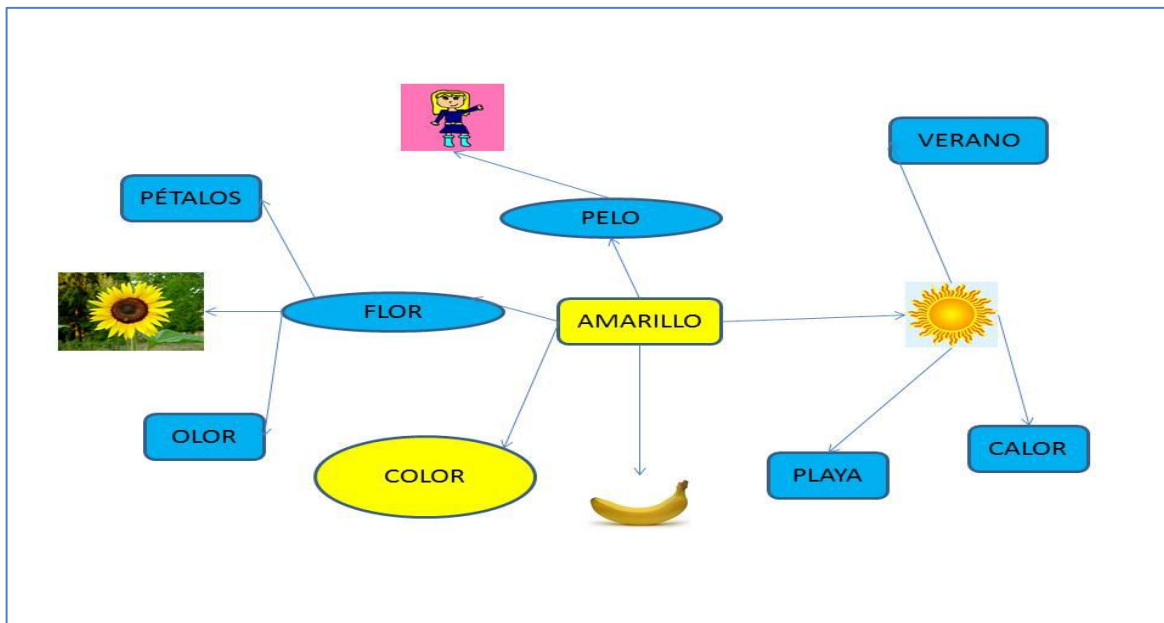 VERANO
PÉTALOS
PELO
FLOR
AMARILLO
OLOR
COLOR
PLAYA
CALOR